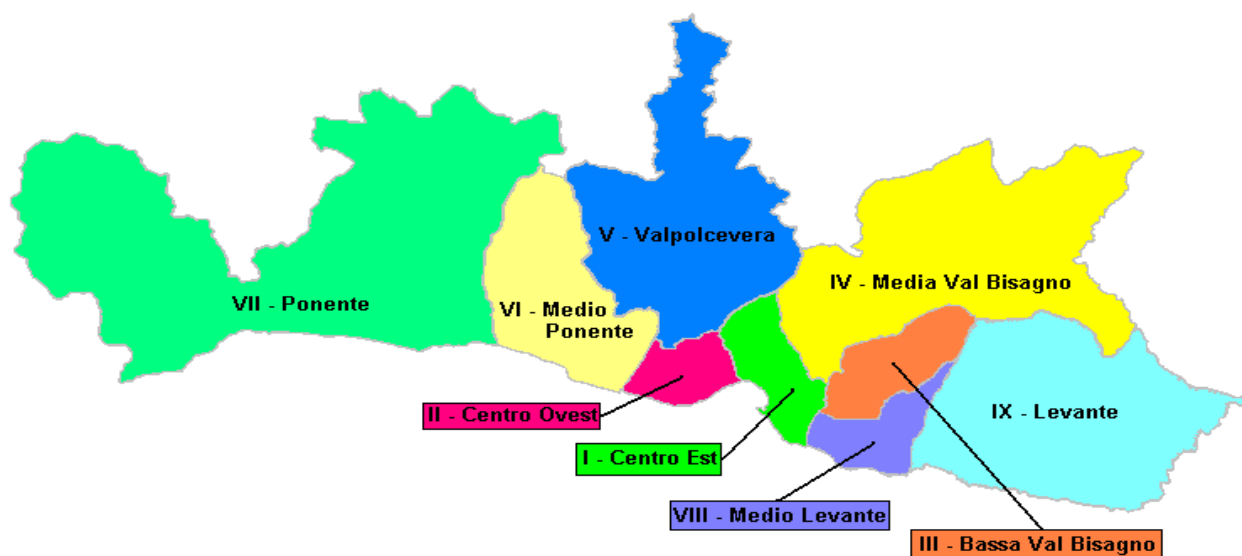 V - Valpolcevera
IV - Media Val Bisagno
VII - Ponente
VI - Medio
Ponente
II - Centro Ovest
IX - Levante
I - Centro Est
VIII - Medio Levante
III - Bassa Val Bisagno